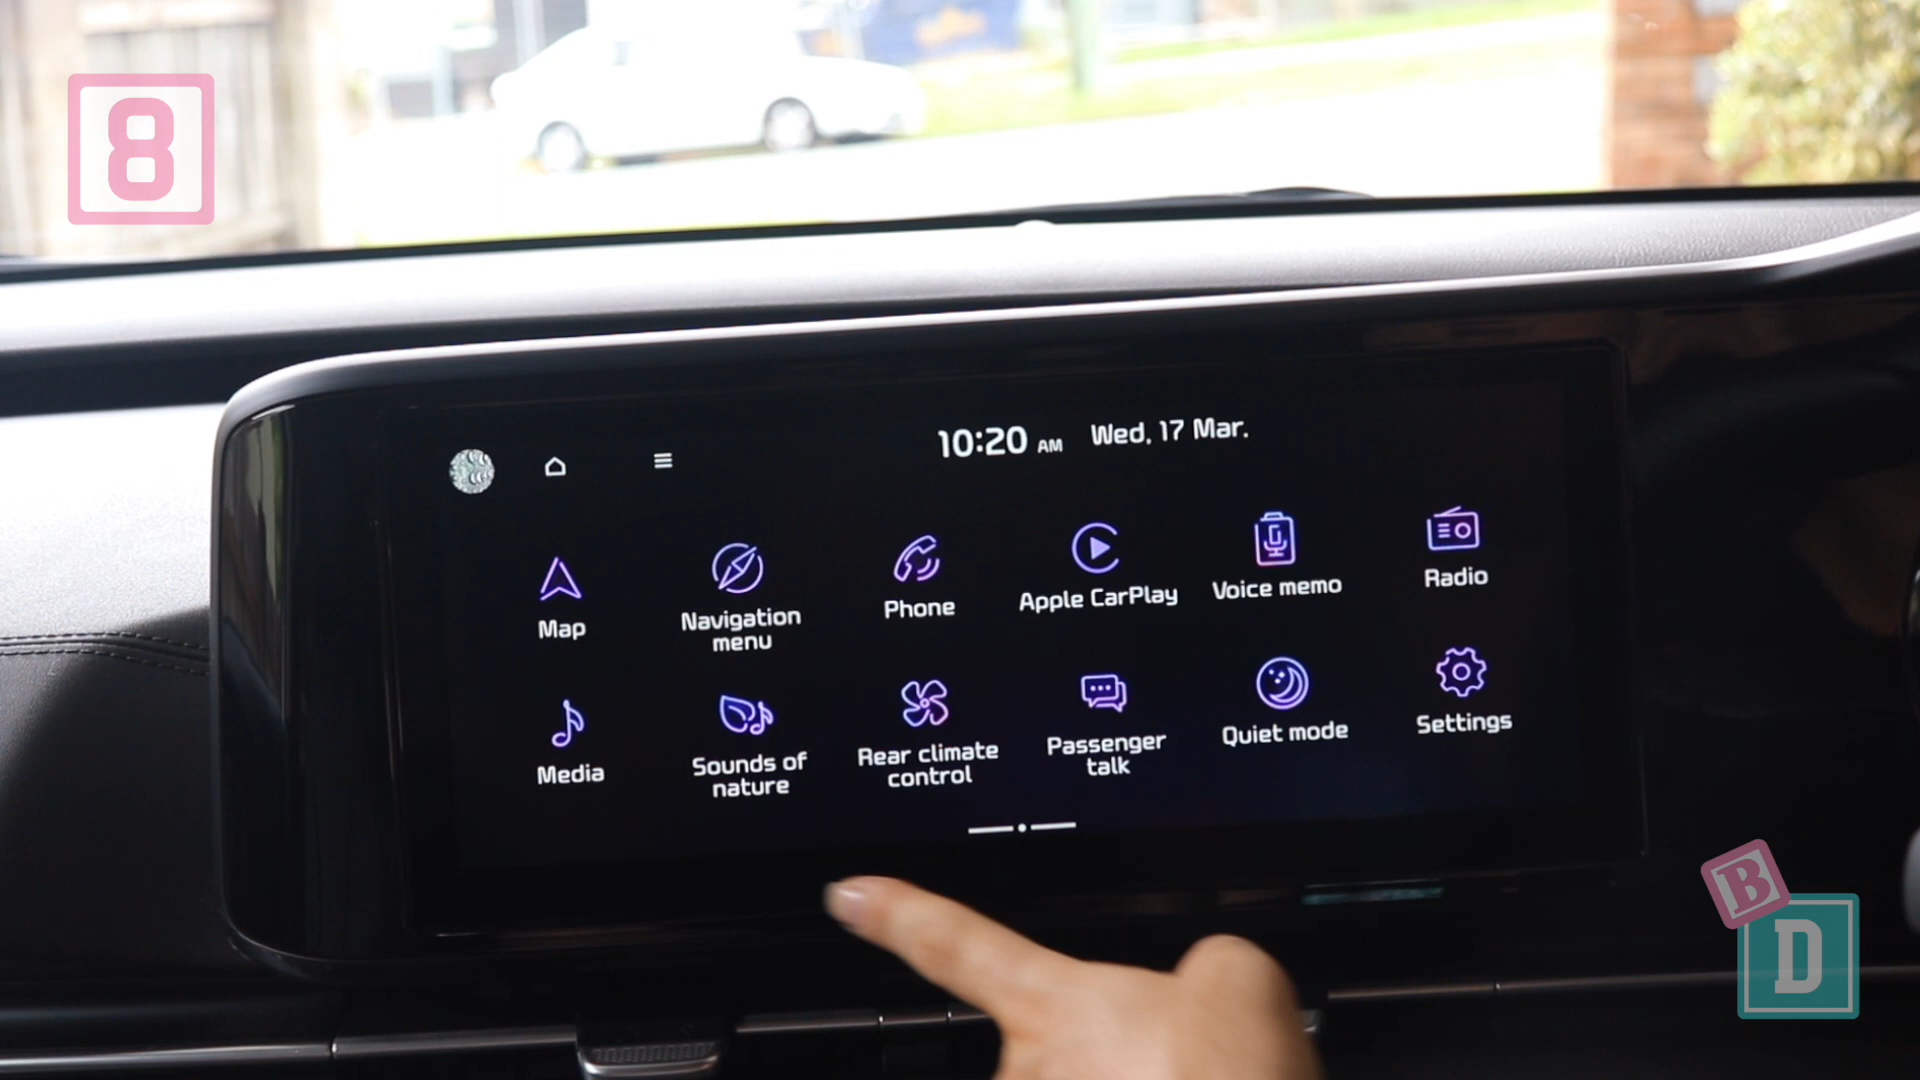 8
10:20 AM Wed, 17 Mar.
Map
Navigation
menu
Phone
Apple CarPlay
Voice memo
Radio
Media
Sounds of
nature
Rear climate
control
Passenger
talk
Quiet mode
Settings
B
D